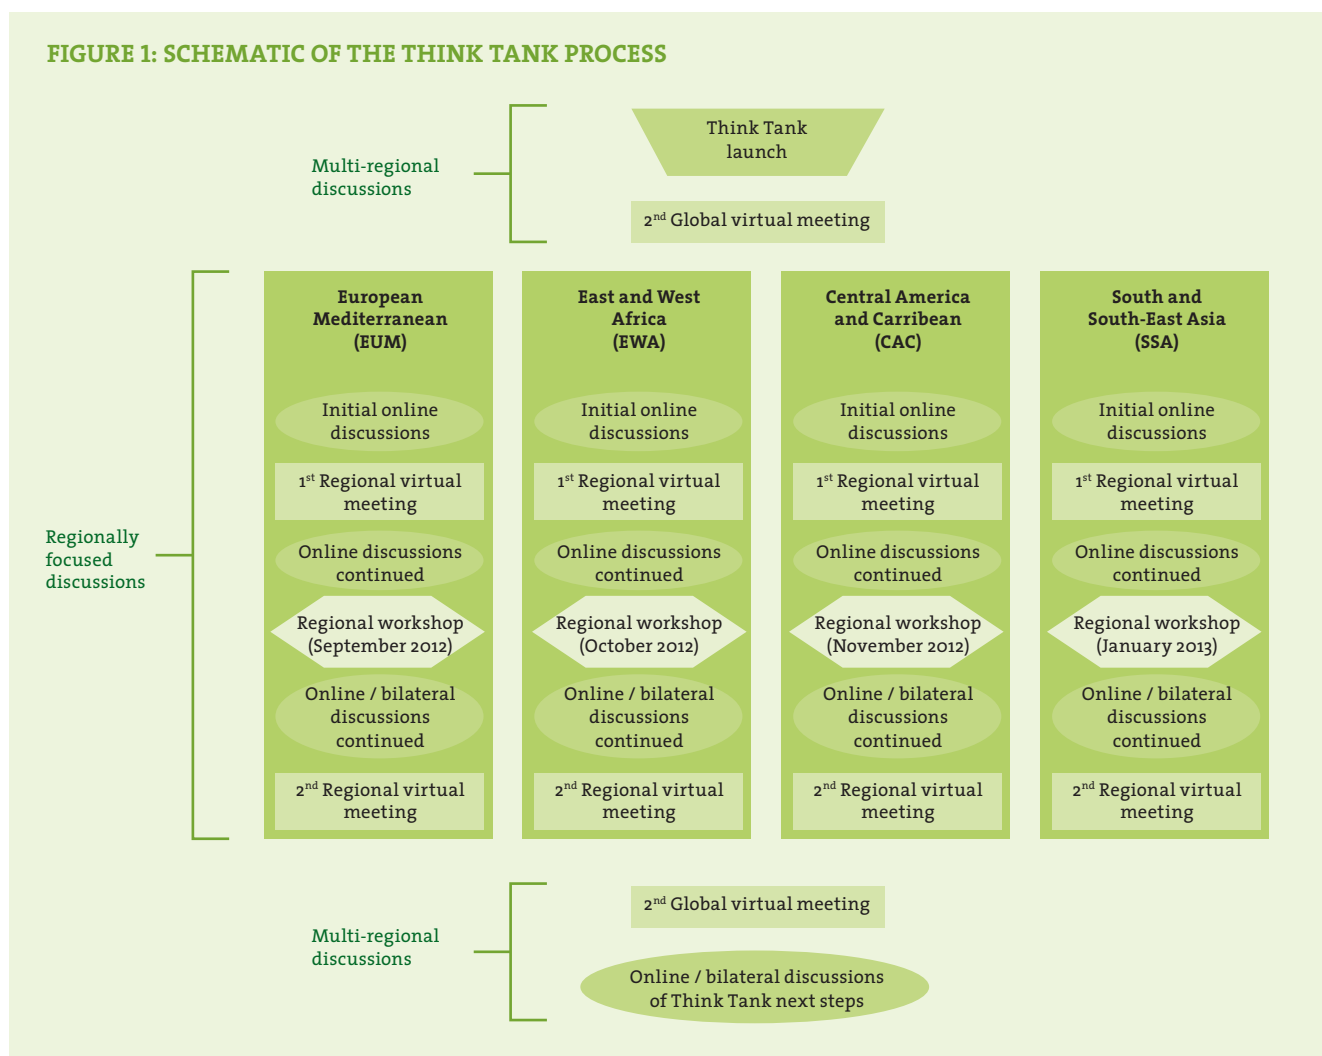 FIGURE 1: SCHEMATIC OF THE THINK TANK PROCESS
Multi-regional
discussions
Think Tank
launch
2nd Global virtual meeting
Regionally
focused
discussions
European
Mediterranean
(EUM)
Initial online
discussions
1st Regional virtual
meeting
Online discussions
continued
Regional workshop
(September 2012)
Online / bilateral
discussions
continued
2nd Regional virtual
meeting
East and West
Africa
(EWA)
Initial online
discussions
1st Regional virtual
meeting
Online discussions
continued
Regional workshop
(October 2012)
Online / bilateral
discussions
continued
2nd Regional virtual
meeting
Central America
and Carribean
(CAC)
Initial online
discussions
1st Regional virtual
meeting
Online discussions
continued
Regional workshop
(November 2012)
Online / bilateral
discussions
continued
2nd Regional virtual
meeting
South and
South-East Asia
(SSA)
Initial online
discussions
1st Regional virtual
meeting
Online discussions
continued
Regional workshop
(January 2013)
Online / bilateral
discussions
continued
2nd Regional virtual
meeting
Multi-regional
discussions
2nd Global virtual meeting
Online / bilateral discussions
of Think Tank next steps